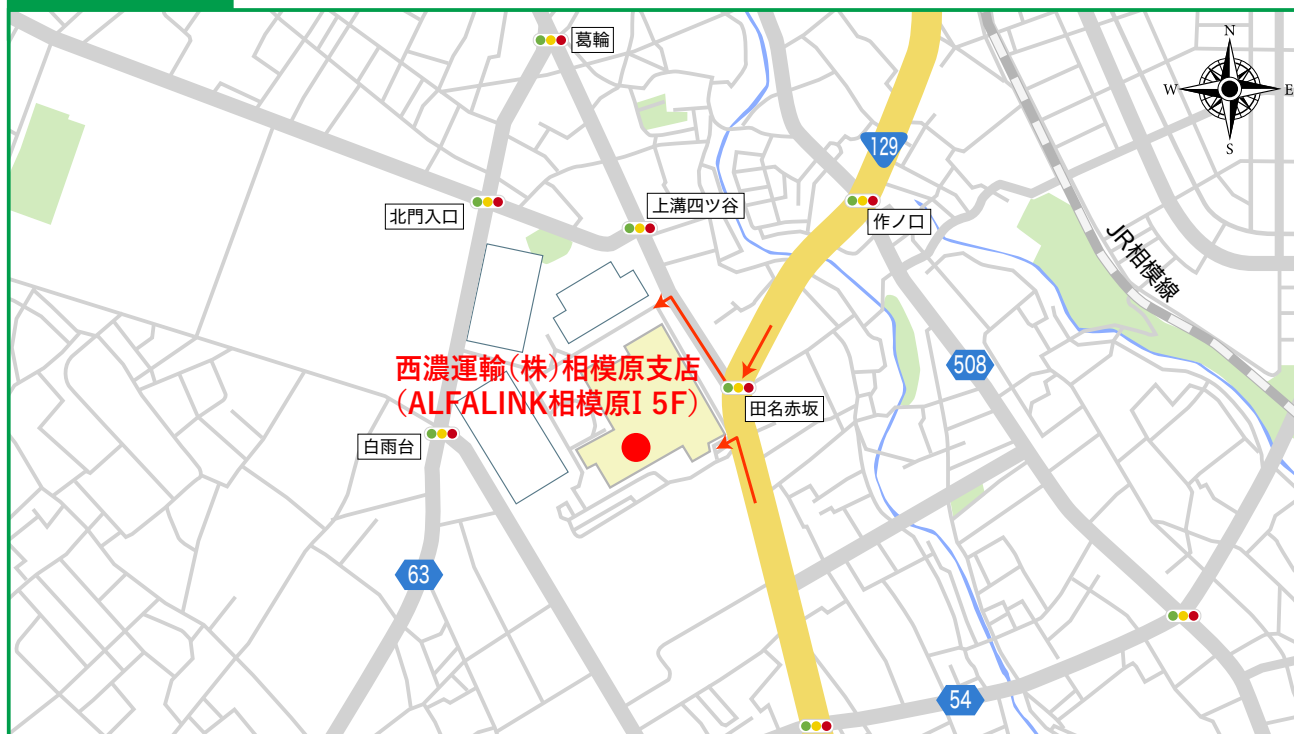 葛輪
N
W
E
S
129
北門入口
上溝四ツ谷
作ノ口
JR相模線
西濃運輸(株)相模原支店
(ALFALINK相模原I 5F)
508
田名赤坂
白雨台
63
54